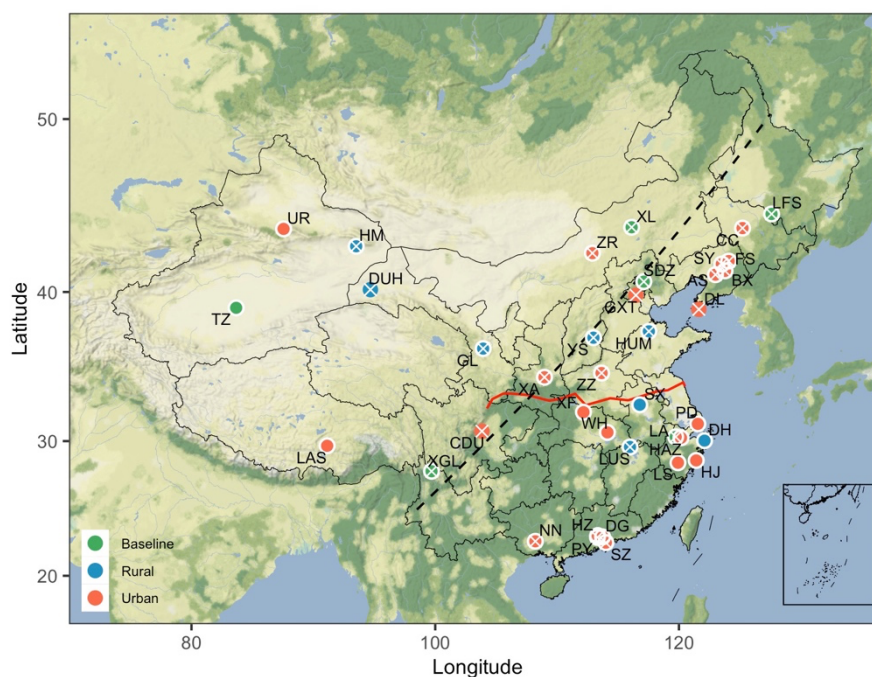 50
40
30
20
Latitude
80
100
120
Longitude
UR
HM
DUH
TZ
LAS
XL
ZR
LFS
CC
SY
FS
AS
BX
SDZ
GXT
DL
XS
HUM
GL
XA
ZZ
XF
SX
PD
WH
LA
DH
HAZ
LUS
LS
HJ
CDU
XGL
NN
HZ
DG
PY
SZ
Baseline
Rural
Urban